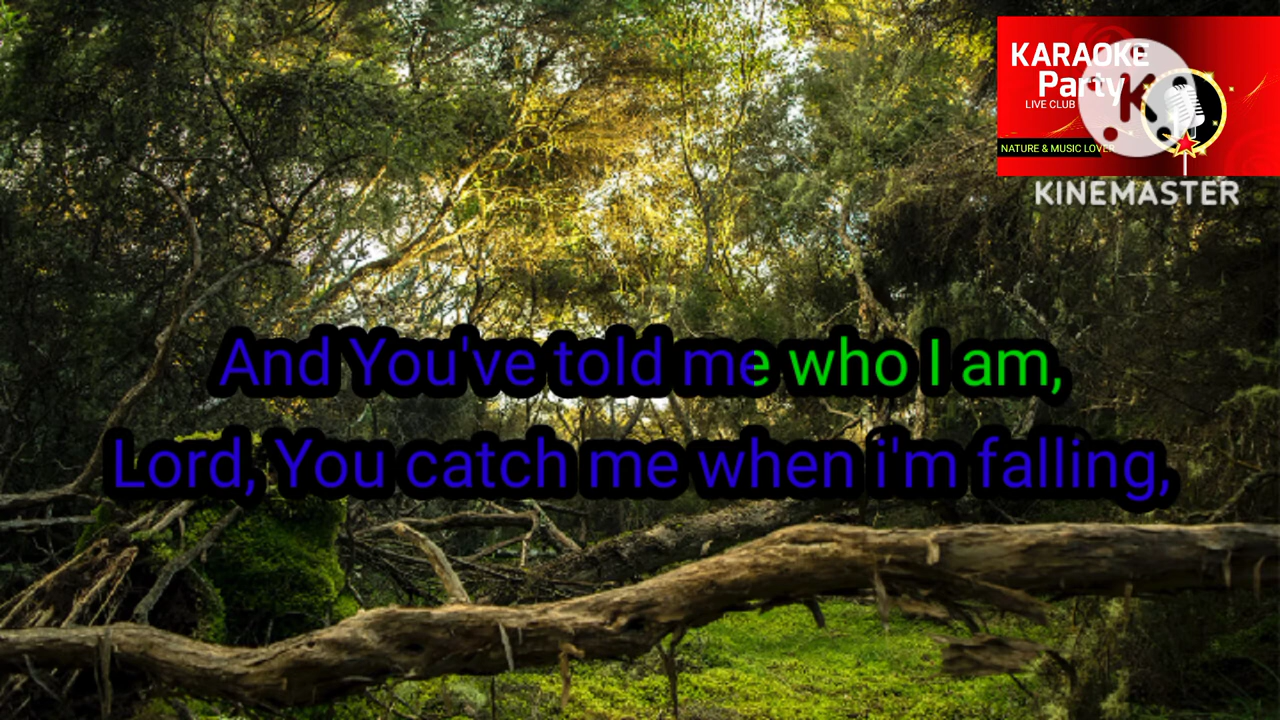 KARAOKE
Party
LIVE CLUB
K
NATURE & MUSIC LOVER
KINEMASTER
And You've told me who I am,
Lord, You catch me when i'm falling,